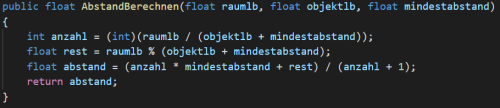 public float AbstandBerechnen(float raumlb, float objektlb, float mindestabstand)
{
    int anzahl = (int)(raumlb / (objektlb + mindestabstand));
    float rest = raumlb % (objektlb + mindestabstand);
    float abstand = (anzahl * mindestabstand + rest) / (anzahl + 1);
    return abstand;
}